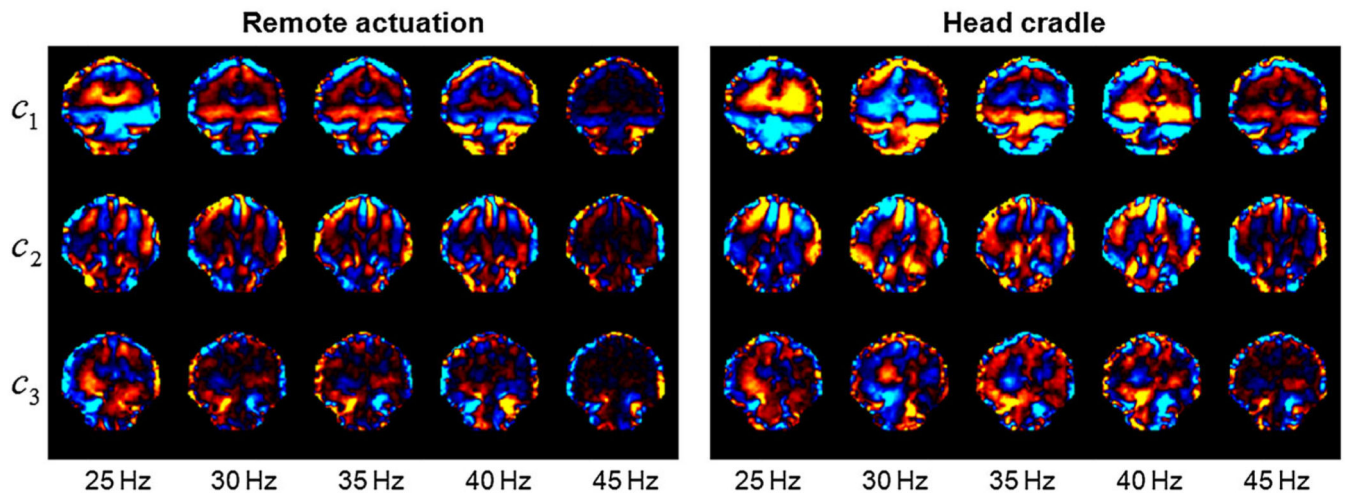 Remote actuation Head cradle
c1
c2
c3
25 Hz 30 Hz 35 Hz 40 Hz 45 Hz 25 Hz 30 Hz 35 Hz 40 Hz 45 Hz